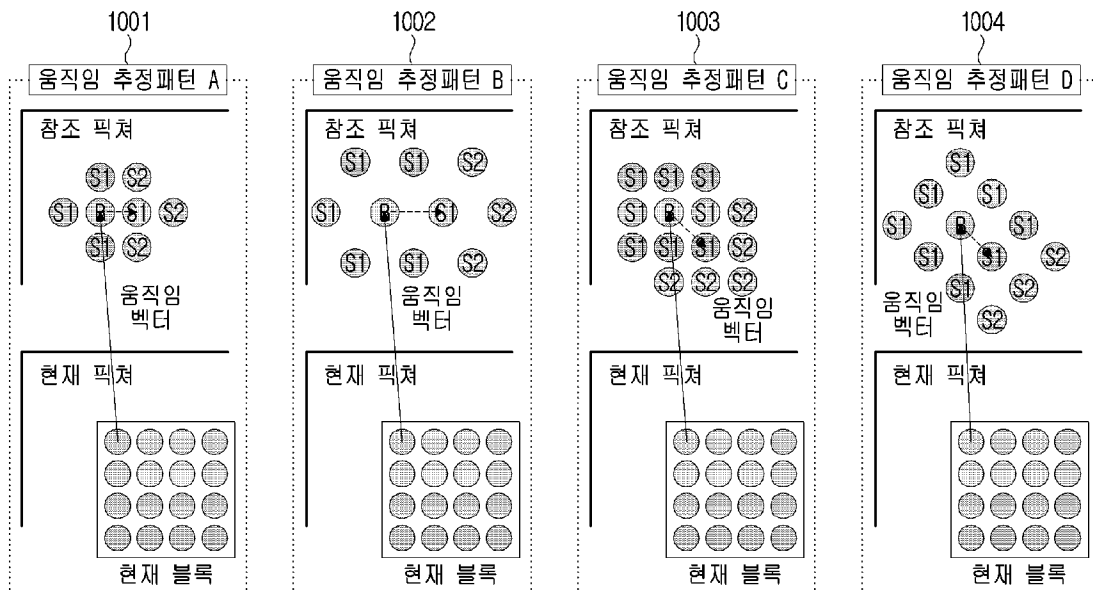 1001
움직임 추정패턴 A
참조 픽쳐
S1 S2
S1 P S1 S2
S1 S2
움직임
벡터
현재 픽쳐
현재 블록
1002
움직임 추정패턴 B
참조 픽쳐
S1 S1 S2
S1 P S1 S2
S1 S1 S2
움직임
벡터
현재 픽쳐
현재 블록
1003
움직임 추정패턴 C
참조 픽쳐
S1 S1 S1
S1 P S1 S2
S1 S1 S1 S2
S2 S2 S2
움직임
벡터
현재 픽쳐
현재 블록
1004
움직임 추정패턴 D
참조 픽쳐
S1
S1 S1
S1 P S1
S1 S1 S2
S1 S2
S2
움직임
벡터
현재 픽쳐
현재 블록